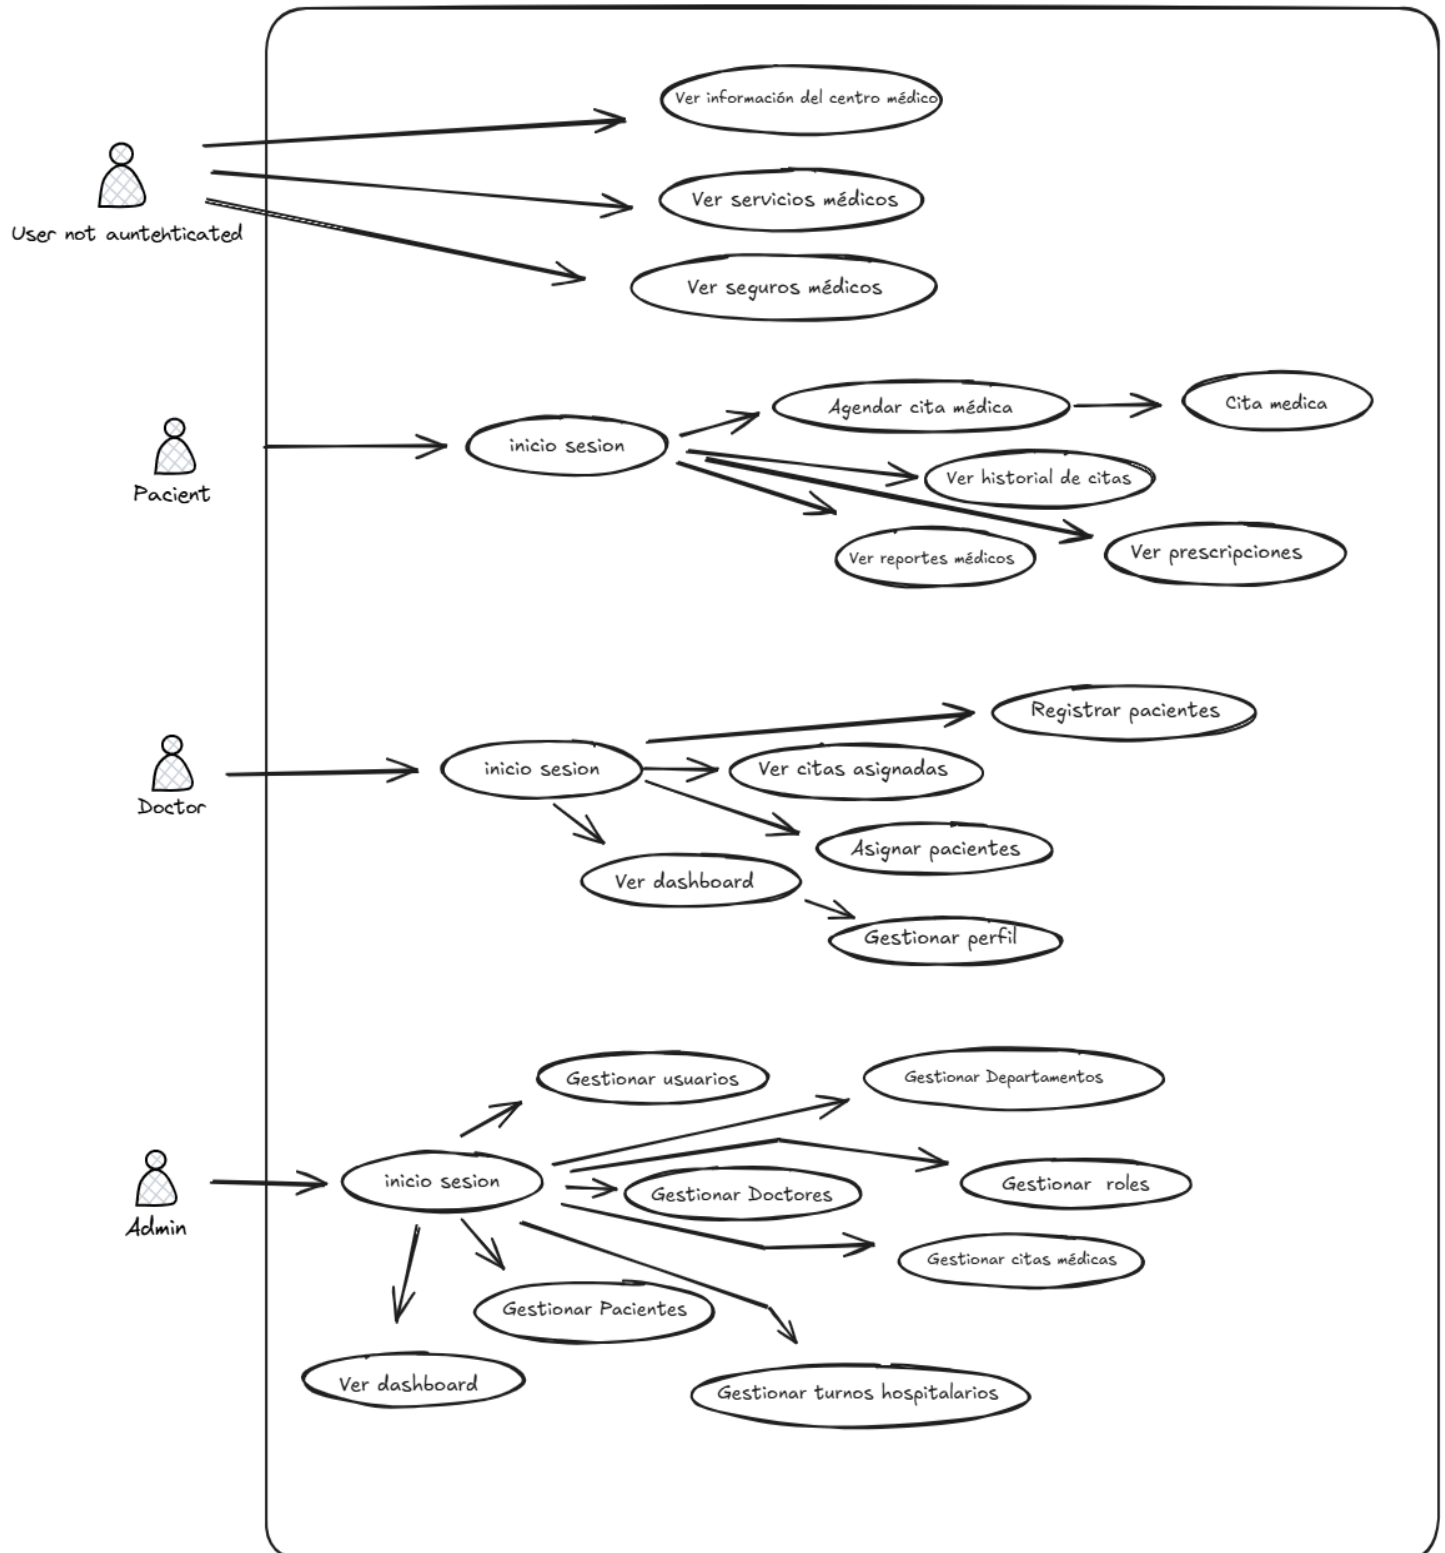 Ver información del centro médico
Ver servicios médicos
User not auntehticated
Ver seguros médicos
Agendar cita médica
Cita medica
inicio sesion
Ver historial de citas
Pacient
Ver reportes médicos
Ver prescripciones
Registrar pacientes
inicio sesion
Ver citas asignadas
Doctor
Asignar pacientes
Ver dashboard
Gestionar perfil
Gestionar usuarios
Gestionar Departamentos
inicio sesion
Gestionar Doctores
Gestionar roles
Admin
Gestionar citas médicas
Gestionar Pacientes
Ver dashboard
Gestionar turnos hospitalarios